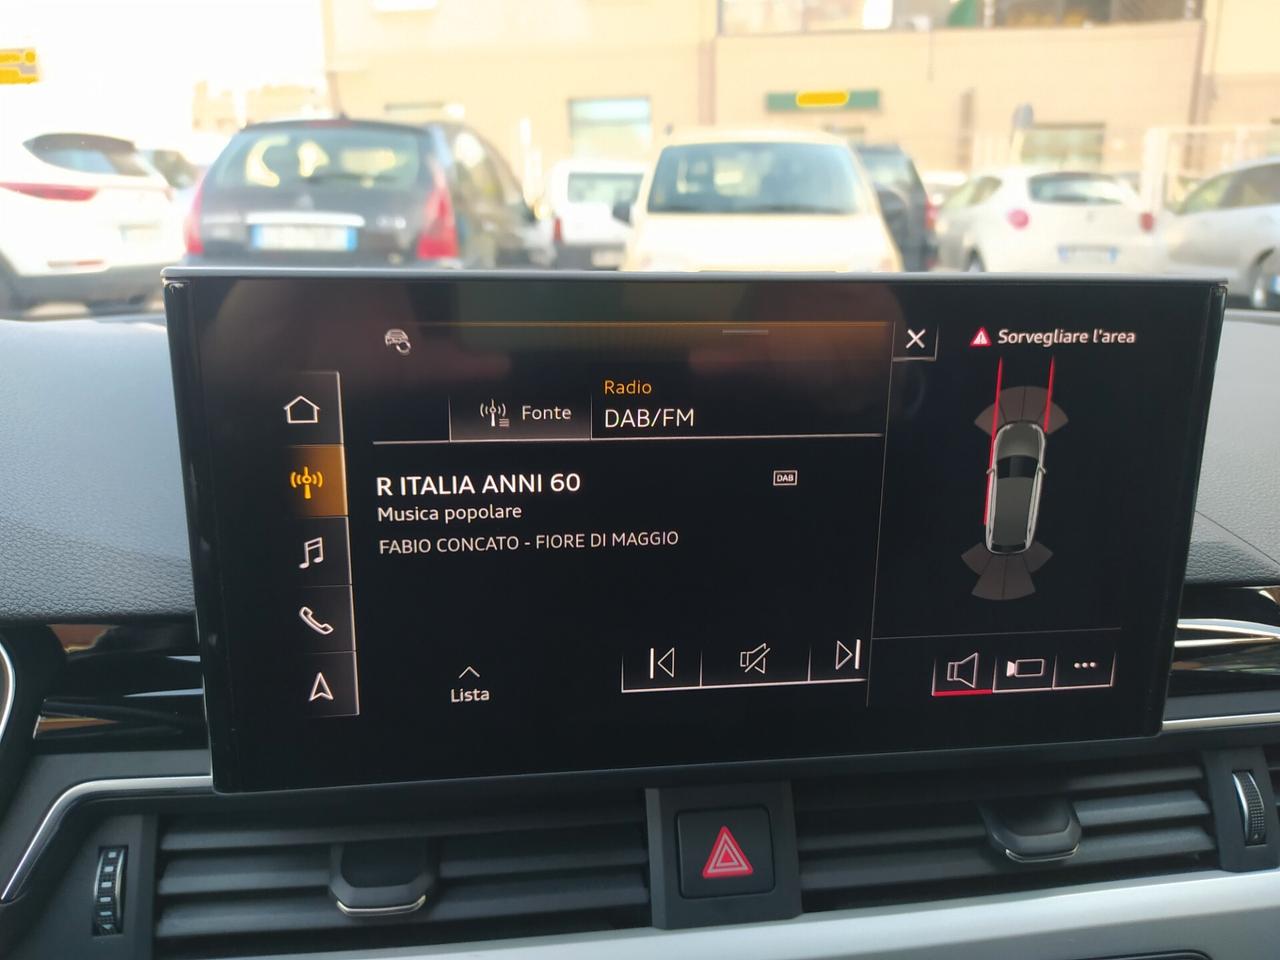 Sorvegliare l'area
Radio
Fonte
DAB/FM
R ITALIA ANNI 60
DAB
Musica popolare
FABIO CONCATO - FIORE DI MAGGIO
Lista